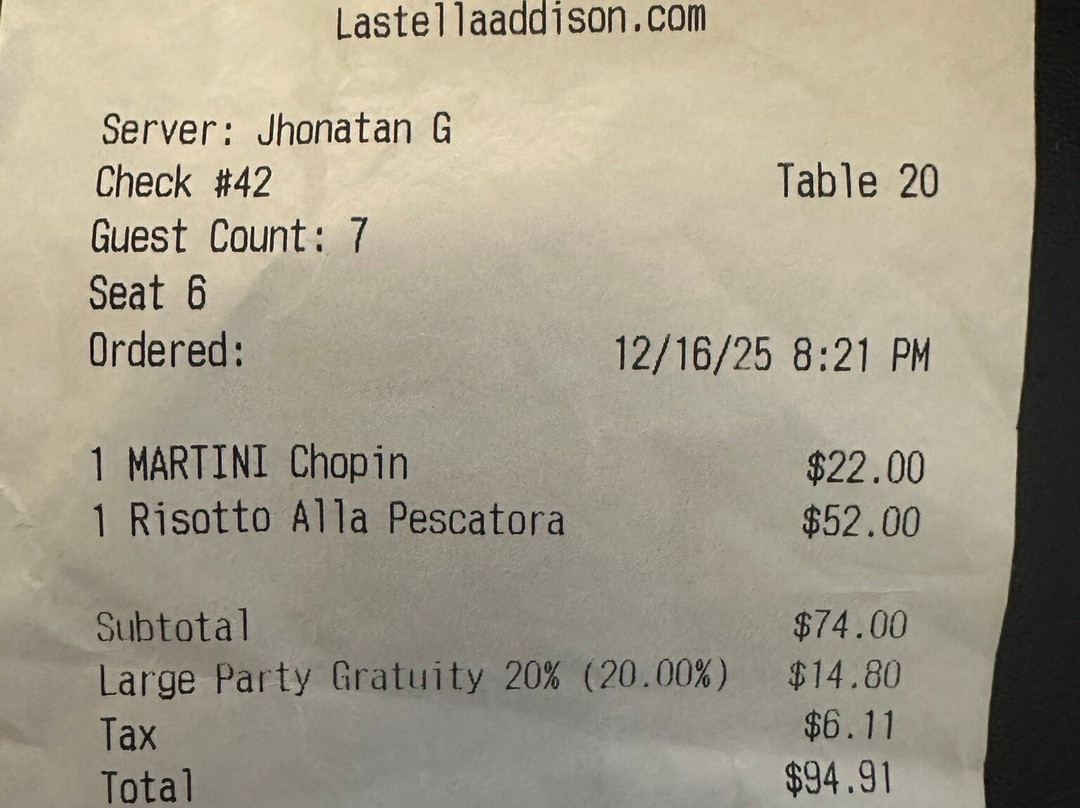 Lastellaaddison.com
Server: Jhonatan G
Check #42 Table 20
Guest Count: 7
Seat 6
Ordered: 12/16/25 8:21 PM
1 MARTINI Chopin $22.00
1 Risotto Alla Pescatora $52.00
Subtotal $74.00
Large Party Gratuity 20% (20.00%) $14.80
Tax $6.11
Total $94.91